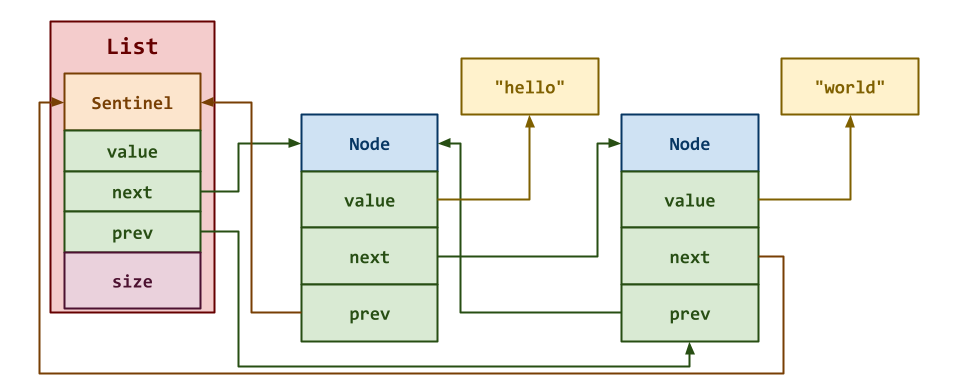 List
Sentinel
value
next
prev
size
Node
value
next
prev
"hello"
Node
value
next
prev
"world"